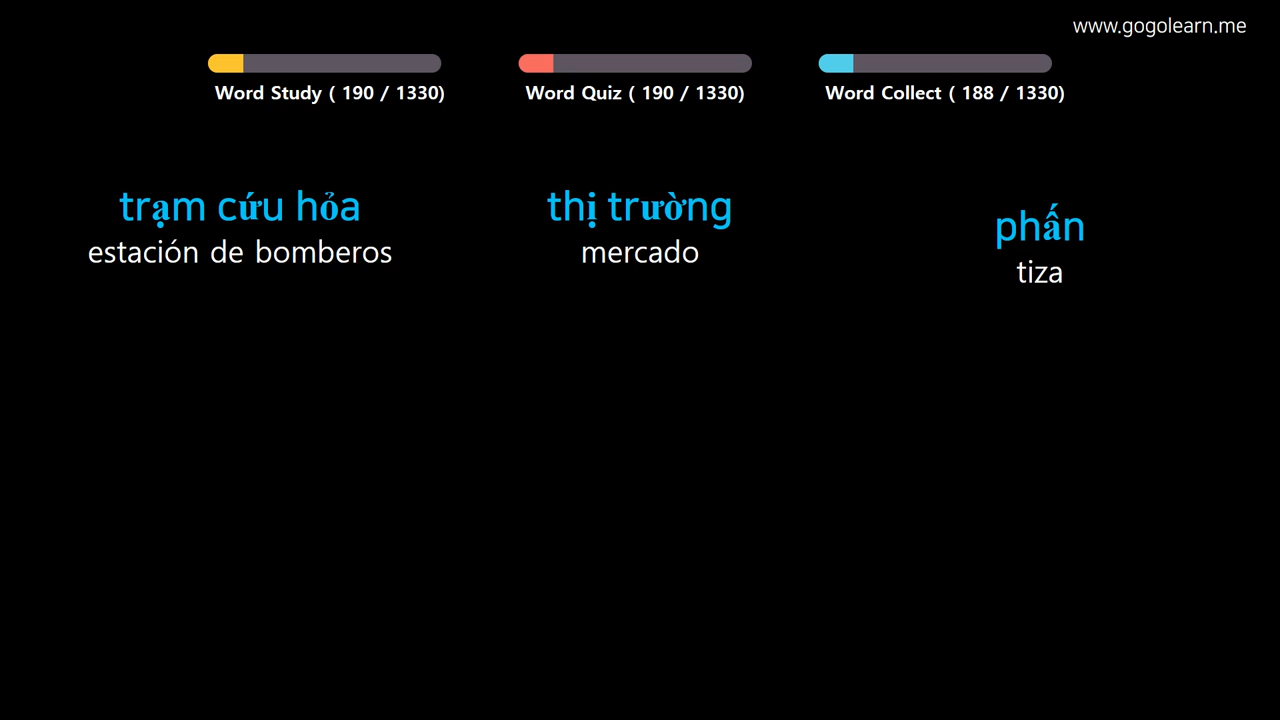 www.gogolearn.me
Word Study ( 190 / 1330)
Word Quiz ( 190 / 1330)
Word Collect ( 188 / 1330)
trạm cứu hỏa
estación de bomberos
thị trường
mercado
phấn
tiza